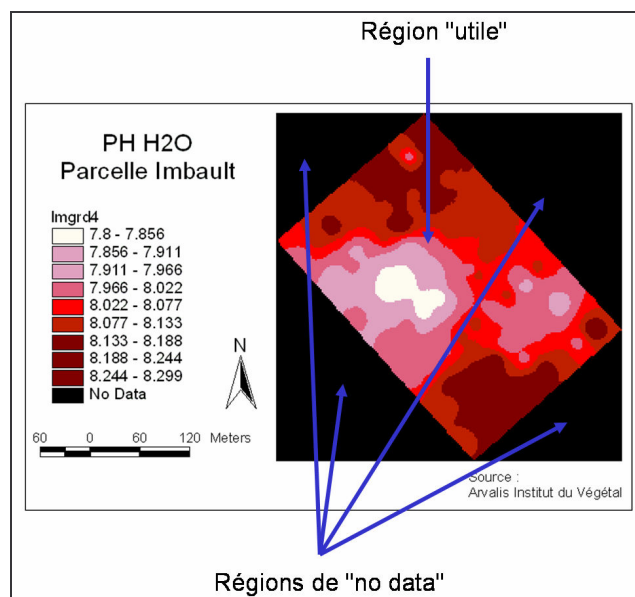 Région "utile"
PH H2O
Parcelle Imbault
Imgrd4
7.8 - 7.856
7.856 - 7.911
7.911 - 7.966
7.966 - 8.022
8.022 - 8.077
8.077 - 8.133
8.133 - 8.188
8.188 - 8.244
8.244 - 8.299
No Data
N
60 0 60 120 Meters
Source :
Arvalis Institut du Végétal
Régions de "no data"